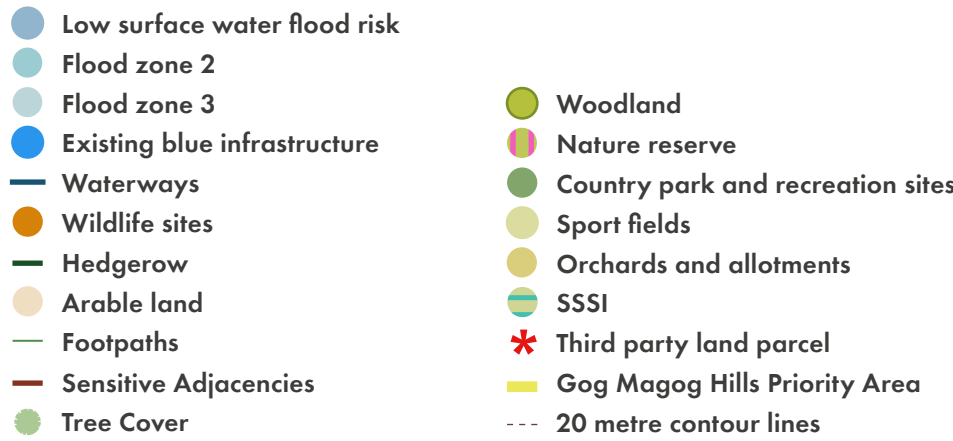 Low surface water flood risk
Flood zone 2
Flood zone 3
Existing blue infrastructure
Waterways
Wildlife sites
Hedgerow
Arable land
Footpaths
Sensitive Adjacencies
Tree Cover
Woodland
Nature reserve
Country park and recreation sites
Sport fields
Orchards and allotments
SSSI
Third party land parcel
Gog Magog Hills Priority Area
20 metre contour lines